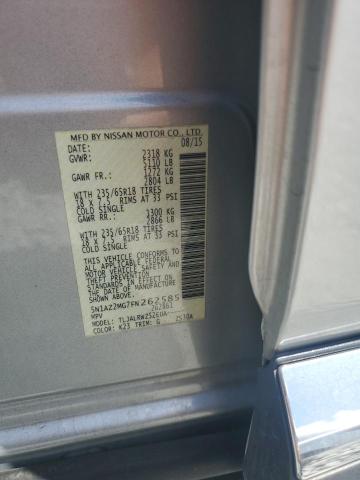 MFD BY NISSAN MOTOR CO., LTD.
DATE: 08/15
GVWR: 2318 KG
5110 LB
GAWR FR.: 1272 KG
2804 LB
WITH 235/65R18 TIRES
18 X 7.5 RIMS AT 33 PSI
COLD SINGLE
GAWR RR.: 1300 KG
2866 LB
WITH 235/65R18 TIRES
18 X 7.5 RIMS AT 33 PSI
COLD SINGLE
THIS VEHICLE CONFORMS
TO ALL APPLICABLE FEDERAL
MOTOR VEHICLE SAFETY
STANDARDS IN EFFECT ON
THE DATE OF MANUFACTURE
SHOWN ABOVE.
5N1AZ2MG7FN262585
MPV
MODEL: TLJALRWZ52EUA
COLOR: K23 TRIM: G